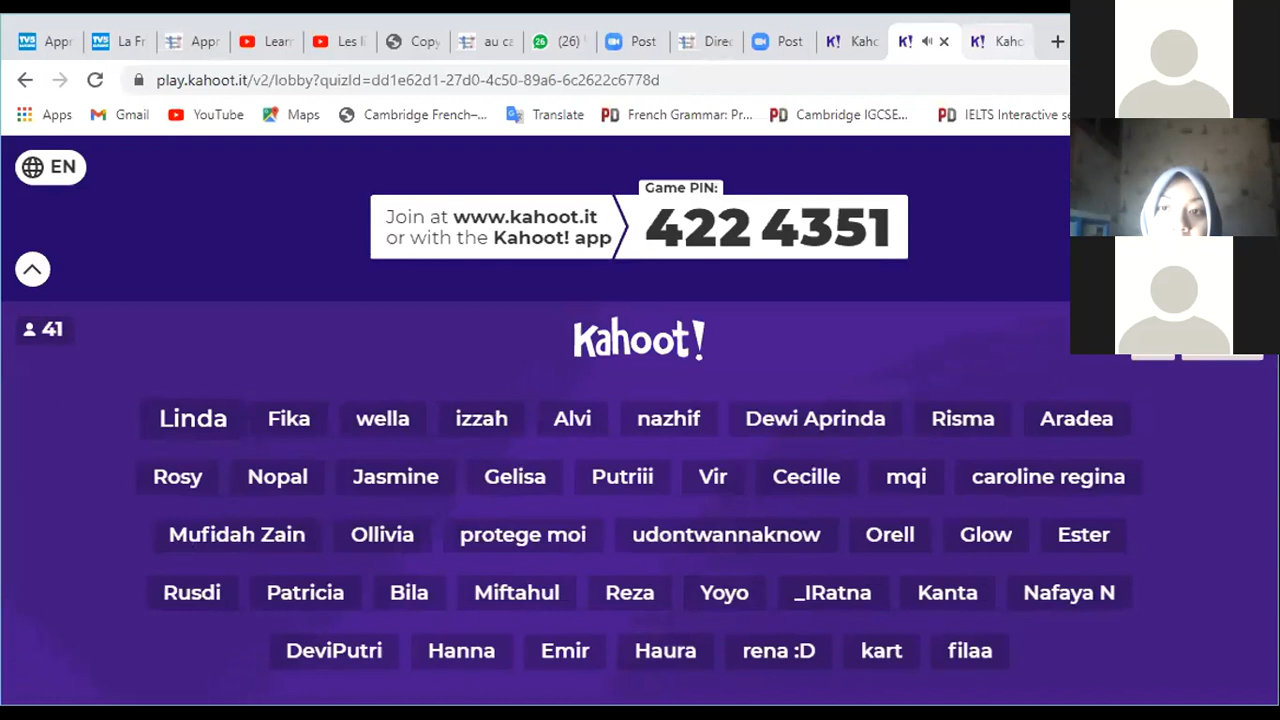 Appr La Fr Appr Learn Les l Copy au ca (26) Post Direc Post Kaho Kaho
play.kahoot.it/v2/lobby?quizId=dd1e62d1-27d0-4c50-89a6-6c2622c6778d
Apps Gmail YouTube Maps Cambridge French–... Translate French Grammar: Pr... Cambridge IGCSE... IELTS Interactive se
EN
Game PIN:
Join at www.kahoot.it
or with the Kahoot! app
422 4351
41
Kahoot!
Linda Fika wella izzah Alvi nazhif Dewi Aprinda Risma Aradea
Rosy Nopal Jasmine Gelisa Putriii Vir Cecille mqi caroline regina
Mufidah Zain Ollivia protege moi udontwannaknow Orell Glow Ester
Rusdi Patricia Bila Miftahul Reza Yoyo _IRatna Kanta Nafaya N
DeviPutri Hanna Emir Haura rena :D kart filaa